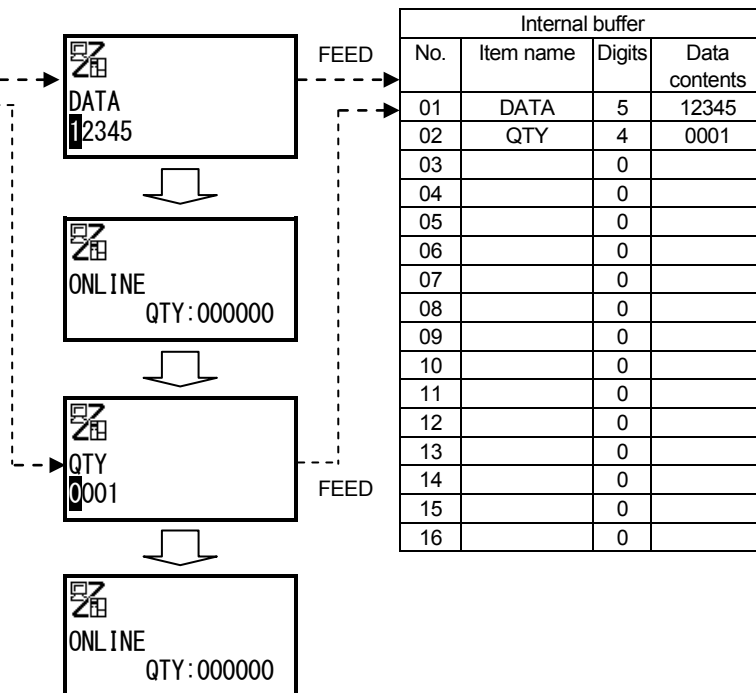 DATA
12345
FEED
ONLINE
QTY:000000
QTY
0001
FEED
ONLINE
QTY:000000
Internal buffer
No. Item name Digits Data contents
01 DATA 5 12345
02 QTY 4 0001
03 0
04 0
05 0
06 0
07 0
08 0
09 0
10 0
11 0
12 0
13 0
14 0
15 0
16 0